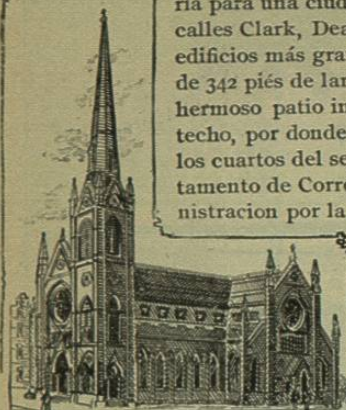 ria para una ciud
calles Clark, Dea
edificios más gra
de 342 piés de lar
hermoso patio in
techo, por donde
los cuartos del se
tamento de Corre
nistracion por la